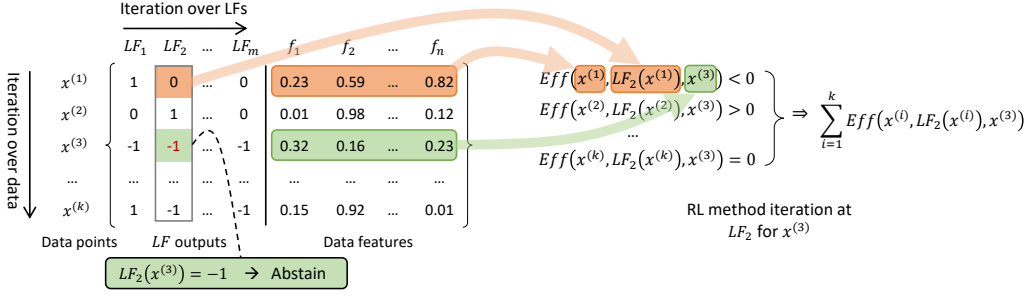 Iteration over LFs
LF₁ LF₂ … LFₘ f₁ f₂ … fₙ
Iteration over data
x⁽¹⁾ 1 0 … 0 0.23 0.59 … 0.82
x⁽²⁾ 0 1 … 0 0.01 0.98 … 0.12
x⁽³⁾ -1 -1 … -1 0.32 0.16 … 0.23
… … … … … … … … …
x⁽ᵏ⁾ 1 -1 … -1 0.15 0.92 … 0.01
Data points LF outputs Data features
LF₂(x⁽³⁾) = −1 → Abstain
Eff(x⁽¹⁾, LF₂(x⁽¹⁾), x⁽³⁾) < 0
Eff(x⁽²⁾, LF₂(x⁽²⁾), x⁽³⁾) > 0
…
Eff(x⁽ᵏ⁾, LF₂(x⁽ᵏ⁾), x⁽³⁾) = 0
⇒ ∑ᵢ₌₁ᵏ Eff(x⁽ⁱ⁾, LF₂(x⁽ⁱ⁾), x⁽³⁾)
RL method iteration at
LF₂ for x⁽³⁾